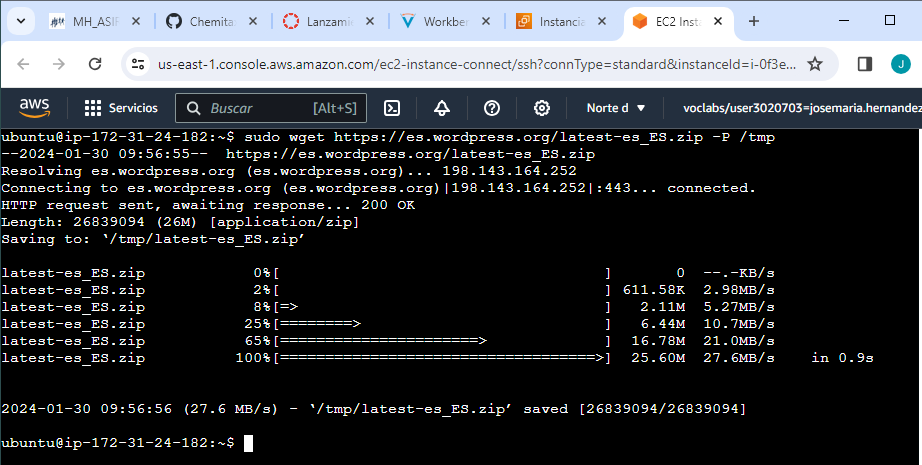 MH_ASIR
Chemita
Lanzamie
Workben
Instancia
EC2 Insta
us-east-1.console.aws.amazon.com/ec2-instance-connect/ssh?connType=standard&instanceId=i-0f3e...
aws
Servicios
Buscar
[Alt+S]
Norte d
voclabs/user3020703=josemaria.hernandez
J
ubuntu@ip-172-31-24-182:~$ sudo wget https://es.wordpress.org/latest-es_ES.zip -P /tmp
--2024-01-30 09:56:55--  https://es.wordpress.org/latest-es_ES.zip
Resolving es.wordpress.org (es.wordpress.org)... 198.143.164.252
Connecting to es.wordpress.org (es.wordpress.org)|198.143.164.252|:443... connected.
HTTP request sent, awaiting response... 200 OK
Length: 26839094 (26M) [application/zip]
Saving to: ‘/tmp/latest-es_ES.zip’
latest-es_ES.zip 0%[ ] 0 --.-KB/s
latest-es_ES.zip 2%[ ] 611.58K 2.98MB/s
latest-es_ES.zip 8%[=> ] 2.11M 5.27MB/s
latest-es_ES.zip 25%[========> ] 6.44M 10.7MB/s
latest-es_ES.zip 65%[======================> ] 16.78M 21.0MB/s
latest-es_ES.zip 100%[===================================>] 25.60M 27.6MB/s in 0.9s
2024-01-30 09:56:56 (27.6 MB/s) - ‘/tmp/latest-es_ES.zip’ saved [26839094/26839094]
ubuntu@ip-172-31-24-182:~$